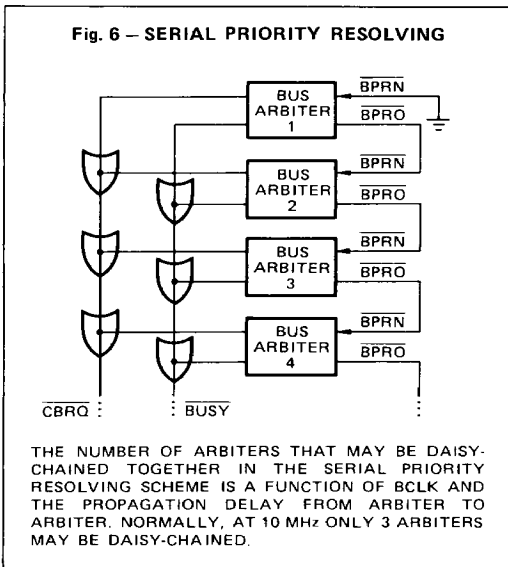 Fig. 6 – SERIAL PRIORITY RESOLVING
BUS ARBITER 1
BPRN
BPRO
BUS ARBITER 2
BPRN
BPRO
BUS ARBITER 3
BPRN
BPRO
BUS ARBITER 4
BPRN
BPRO
CBRQ
BUSY
THE NUMBER OF ARBITERS THAT MAY BE DAISY-
CHAINED TOGETHER IN THE SERIAL PRIORITY
RESOLVING SCHEME IS A FUNCTION OF BCLK AND
THE PROPAGATION DELAY FROM ARBITER TO
ARBITER. NORMALLY, AT 10 MHz ONLY 3 ARBITERS
MAY BE DAISY-CHAINED.